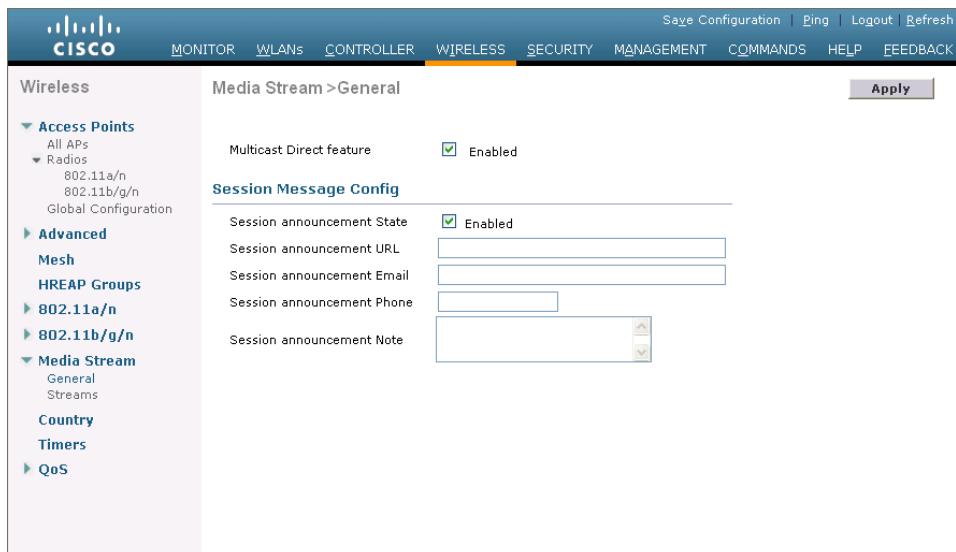 Save Configuration | Ping | Logout | Refresh
CISCO
MONITOR WLANs CONTROLLER WIRELESS SECURITY MANAGEMENT COMMANDS HELP FEEDBACK
Wireless
Media Stream >General
Apply
Access Points
All APs
Radios
802.11a/n
802.11b/g/n
Global Configuration
Advanced
Mesh
HREAP Groups
802.11a/n
802.11b/g/n
Media Stream
General
Streams
Country
Timers
QoS
Multicast Direct feature Enabled
Session Message Config
Session announcement State Enabled
Session announcement URL
Session announcement Email
Session announcement Phone
Session announcement Note